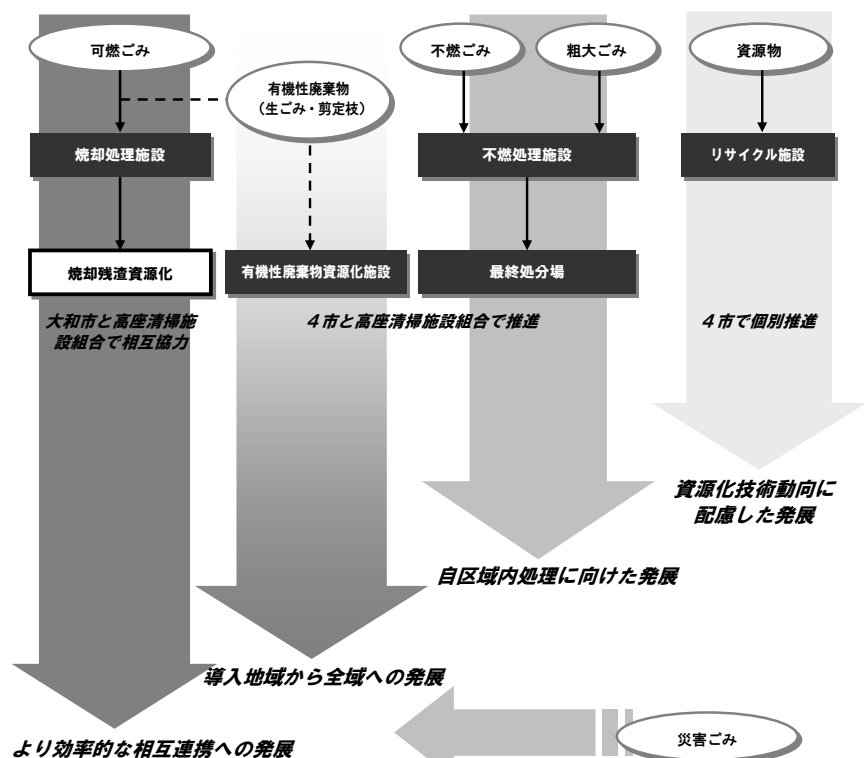 可燃ごみ
不燃ごみ
粗大ごみ
資源物
有機性廃棄物
（生ごみ・剪定枝）
焼却処理施設
不燃処理施設
リサイクル施設
焼却残渣資源化
有機性廃棄物資源化施設
最終処分場
大和市と高座清掃施
設組合で相互協力
４市と高座清掃施設組合で推進
４市で個別推進
資源化技術動向に
配慮した発展
自区域内処理に向けた発展
導入地域から全域への発展
災害ごみ
より効率的な相互連携への発展